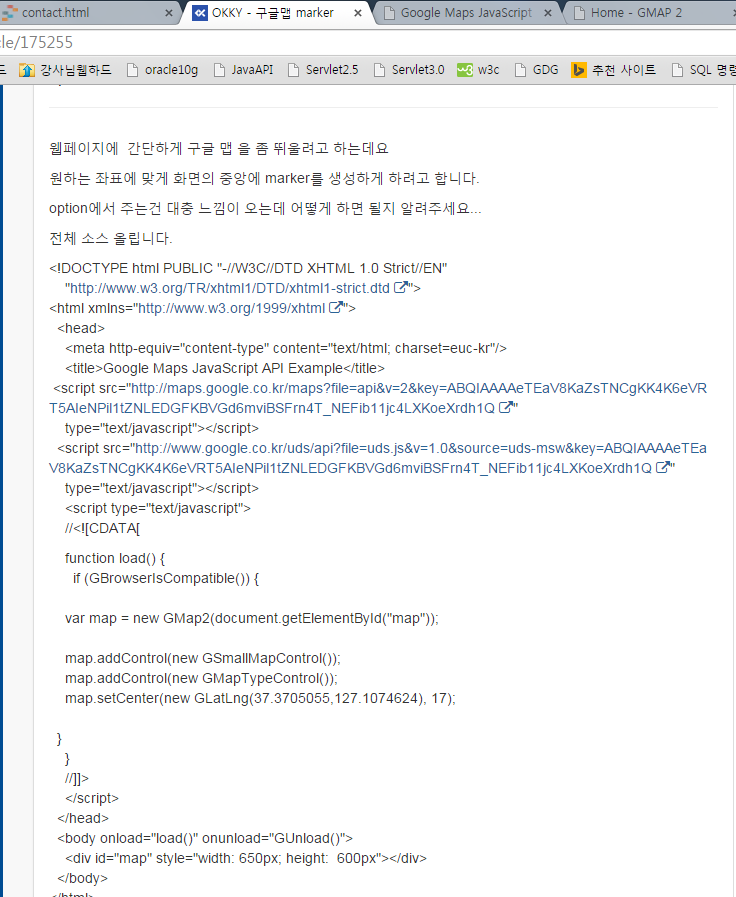 contact.html
OKKY - 구글맵 marker
Google Maps JavaScript
Home - GMAP 2
le/175255
강사님웹하드
oracle10g
JavaAPI
Servlet2.5
Servlet3.0
w3c
GDG
추천 사이트
SQL 명령
웹페이지에 간단하게 구글 맵 을 좀 뛰울려고 하는데요
원하는 좌표에 맞게 화면의 중앙에 marker를 생성하게 하려고 합니다.
option에서 주는건 대충 느낌이 오는데 어떻게 하면 될지 알려주세요...
전체 소스 올립니다.
<!DOCTYPE html PUBLIC "-//W3C//DTD XHTML 1.0 Strict//EN"
"http://www.w3.org/TR/xhtml1/DTD/xhtml1-strict.dtd">
<html xmlns="http://www.w3.org/1999/xhtml">
<head>
<meta http-equiv="content-type" content="text/html; charset=euc-kr"/>
<title>Google Maps JavaScript API Example</title>
<script src="http://maps.google.co.kr/maps?file=api&v=2&key=ABQIAAAAeTEaV8KaZsTNCgKK4K6eVR
T5AIeNPil1tZNLEDGFKBVGd6mviBSFrn4T_NEFib11jc4LXKoeXrdh1Q"
type="text/javascript"></script>
<script src="http://www.google.co.kr/uds/api?file=uds.js&v=1.0&source=uds-msw&key=ABQIAAAAeTEa
V8KaZsTNCgKK4K6eVRT5AIeNPil1tZNLEDGFKBVGd6mviBSFrn4T_NEFib11jc4LXKoeXrdh1Q"
type="text/javascript"></script>
<script type="text/javascript">
//<![CDATA[
function load() {
if (GBrowserIsCompatible()) {
var map = new GMap2(document.getElementById("map"));
map.addControl(new GSmallMapControl());
map.addControl(new GMapTypeControl());
map.setCenter(new GLatLng(37.3705055,127.1074624), 17);
}
}
//]]>
</script>
</head>
<body onload="load()" onunload="GUnload()">
<div id="map" style="width: 650px; height: 600px"></div>
</body>
</html>